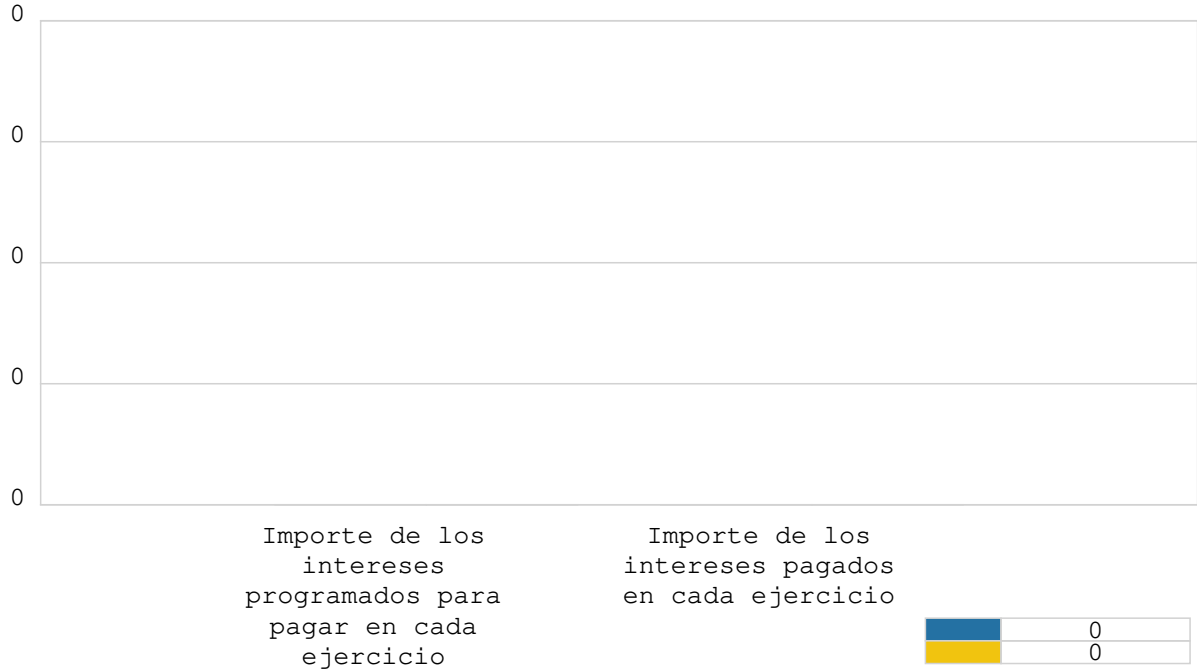 0
0
0
0
0
Importe de los
intereses
programados para
pagar en cada
ejercicio
Importe de los
intereses pagados
en cada ejercicio
0
0